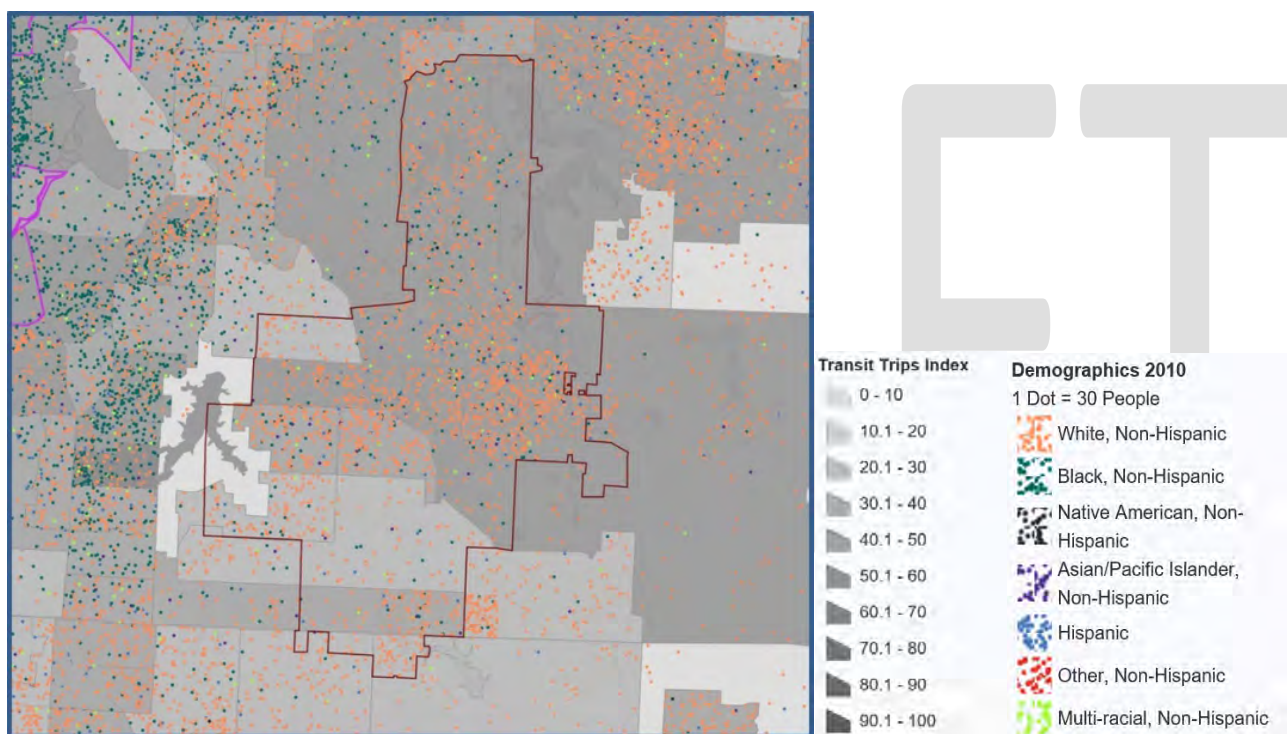 CT
Transit Trips Index
0 - 10
10.1 - 20
20.1 - 30
30.1 - 40
40.1 - 50
50.1 - 60
60.1 - 70
70.1 - 80
80.1 - 90
90.1 - 100
Demographics 2010
1 Dot = 30 People
White, Non-Hispanic
Black, Non-Hispanic
Native American, Non-
Hispanic
Asian/Pacific Islander,
Non-Hispanic
Hispanic
Other, Non-Hispanic
Multi-racial, Non-Hispanic